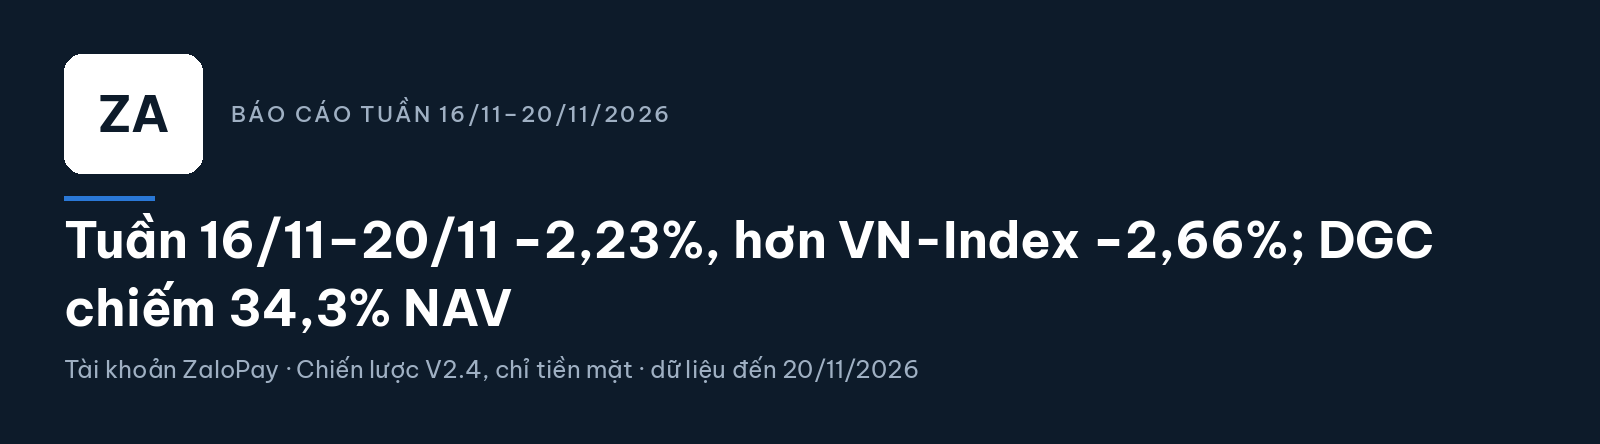 ZA
BÁO CÁO TUẦN 16/11–20/11/2026
Tuần 16/11–20/11 -2,23%, hơn VN-Index -2,66%; DGC
chiếm 34,3% NAV
Tài khoản ZaloPay · Chiến lược V2.4, chỉ tiền mặt · dữ liệu đến 20/11/2026